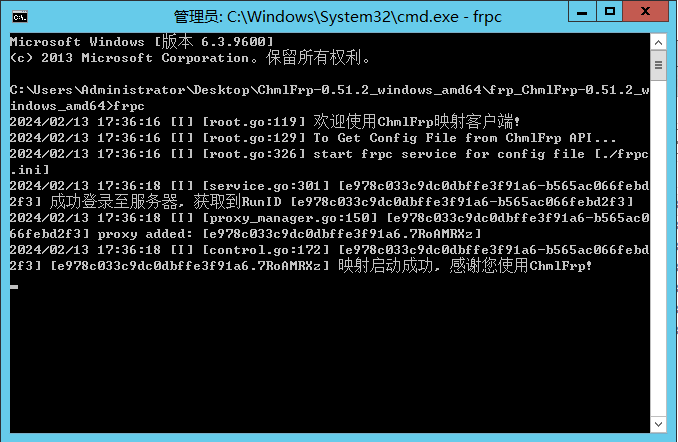 管理员: C:\Windows\System32\cmd.exe - frpc
Microsoft Windows [版本 6.3.9600]
(c) 2013 Microsoft Corporation。保留所有权利。
C:\Users\Administrator\Desktop\ChmlFrp-0.51.2_windows_amd64\frp_ChmlFrp-0.51.2_w
indows_amd64>frpc
2024/02/13 17:36:16 [I] [root.go:119] 欢迎使用ChmlFrp映射客户端!
2024/02/13 17:36:16 [I] [root.go:129] To Get Config File from ChmlFrp API...
2024/02/13 17:36:16 [I] [root.go:326] start frpc service for config file [./frpc
.ini]
2024/02/13 17:36:18 [I] [service.go:301] [e978c033c9dc0dbffe3f91a6-b565ac066febd
2f3] 成功登录至服务器，获取到RunID [e978c033c9dc0dbffe3f91a6-b565ac066febd2f3]
2024/02/13 17:36:18 [I] [proxy_manager.go:150] [e978c033c9dc0dbffe3f91a6-b565ac0
66febd2f3] proxy added: [e978c033c9dc0dbffe3f91a6.7RoAMRXz]
2024/02/13 17:36:18 [I] [control.go:172] [e978c033c9dc0dbffe3f91a6-b565ac066febd
2f3] [e978c033c9dc0dbffe3f91a6.7RoAMRXz] 映射启动成功，感谢您使用ChmlFrp!